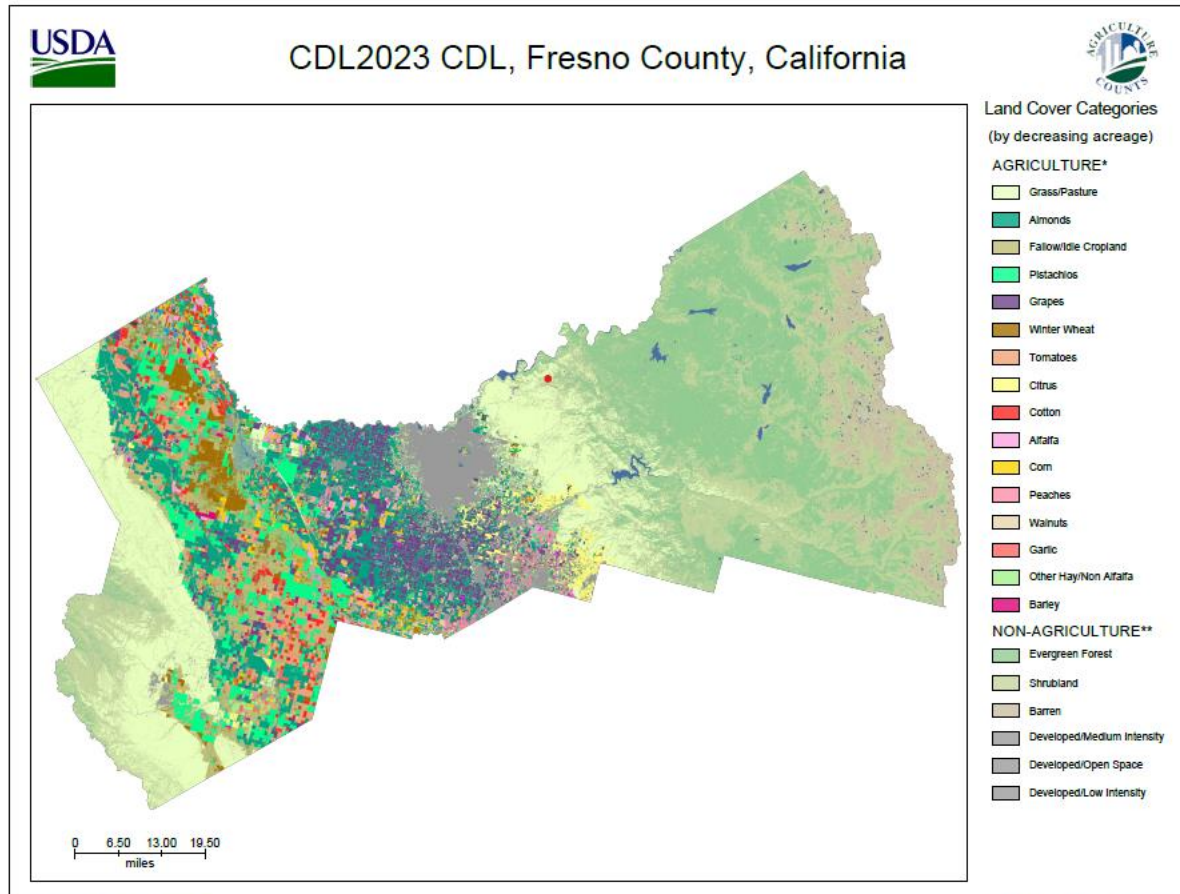 USDA
CDL2023 CDL, Fresno County, California
AGRICULTURE
COUNTS
Land Cover Categories
(by decreasing acreage)
AGRICULTURE*
Grass/Pasture
Almonds
Fallow/Idle Cropland
Pistachios
Grapes
Winter Wheat
Tomatoes
Citrus
Cotton
Alfalfa
Corn
Peaches
Walnuts
Garlic
Other Hay/Non Alfalfa
Barley
NON-AGRICULTURE**
Evergreen Forest
Shrubland
Barren
Developed/Medium Intensity
Developed/Open Space
Developed/Low Intensity
0 6.50 13.00 19.50
miles